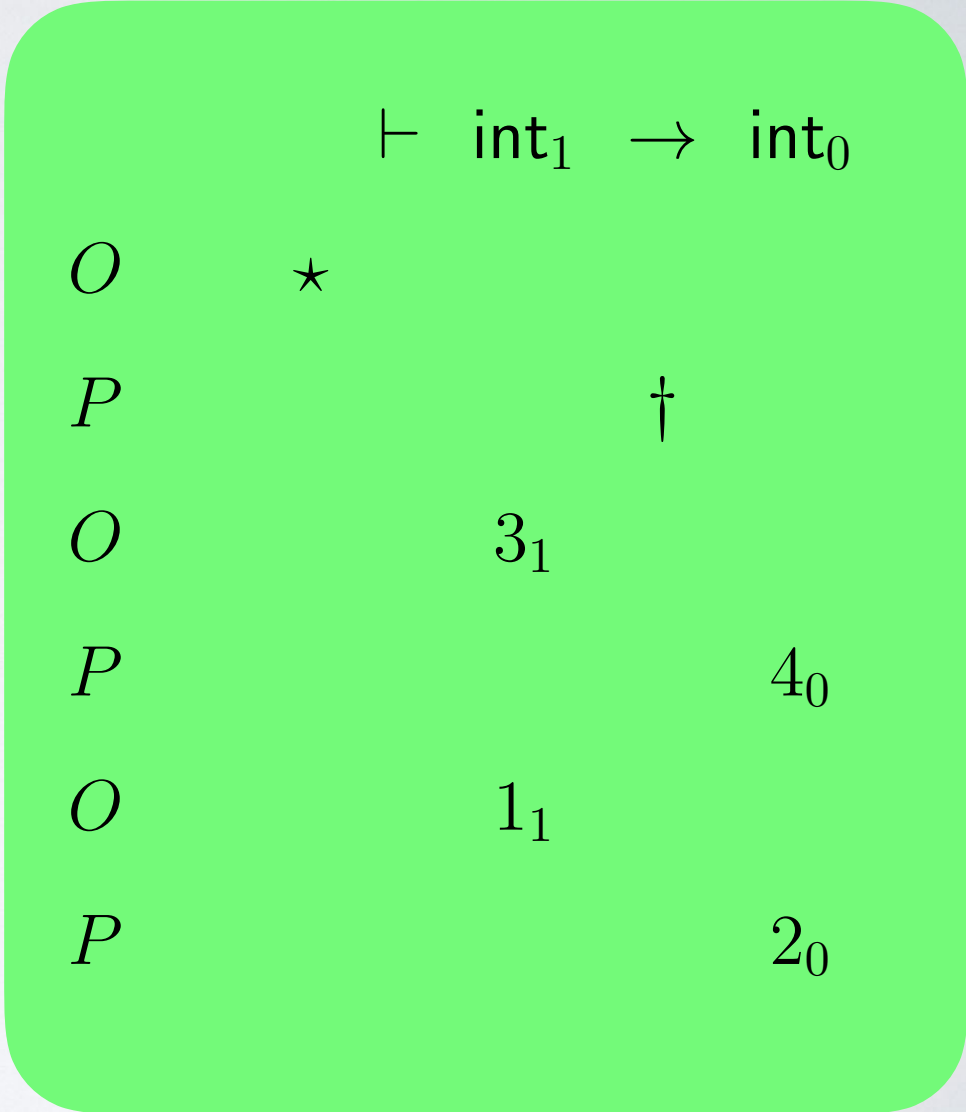 ⊢ int₁ → int₀
O ⋆
P †
O 3₁
P 4₀
O 1₁
P 2₀